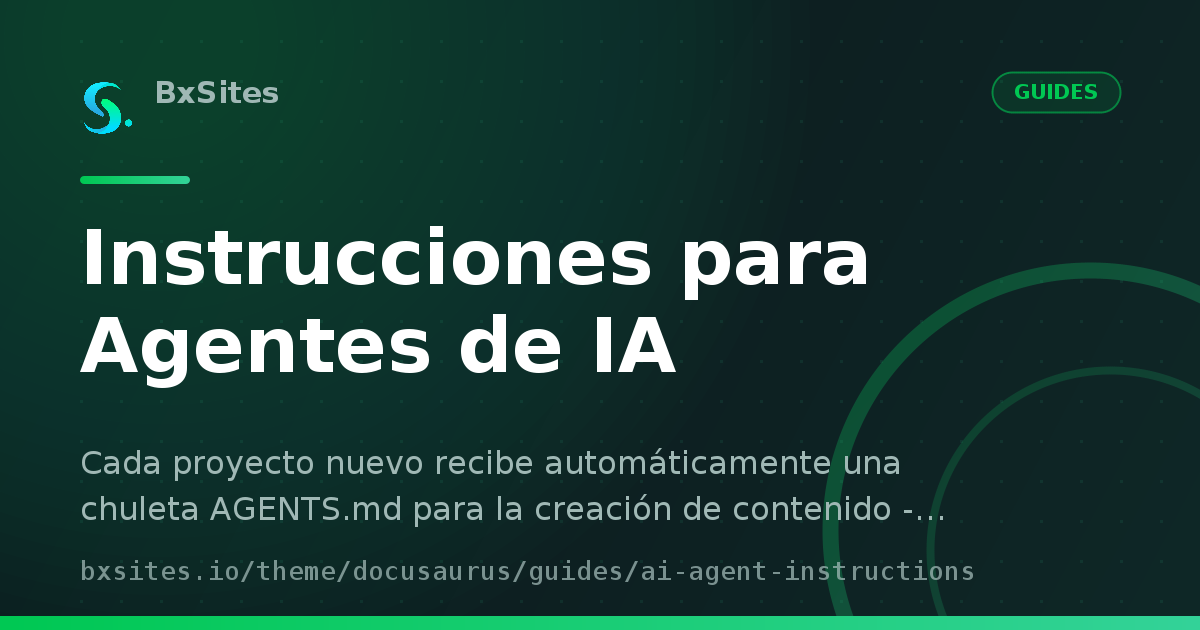 BxSites
GUIDES
Instrucciones para
Agentes de IA
Cada proyecto nuevo recibe automáticamente una
chuleta AGENTS.md para la creación de contenido -...
bxsites.io/theme/docusaurus/guides/ai-agent-instructions